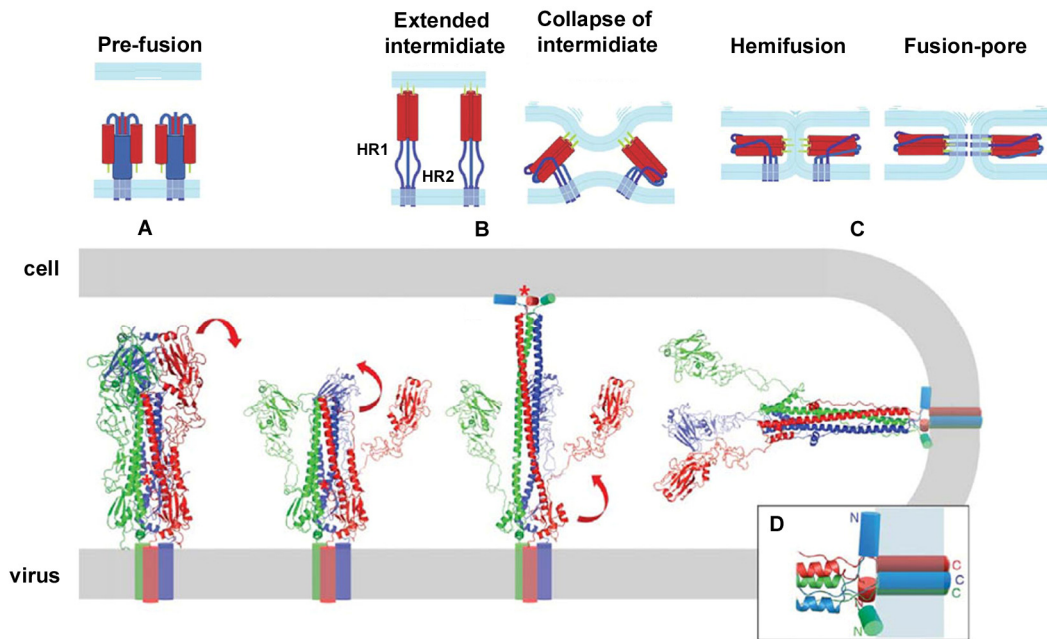 Pre-fusion
Extended
intermidiate
Collapse of
intermidiate
Hemifusion
Fusion-pore
HR1
HR2
A
B
C
cell
*
*
*
virus
D
N
C
C
C
N
N